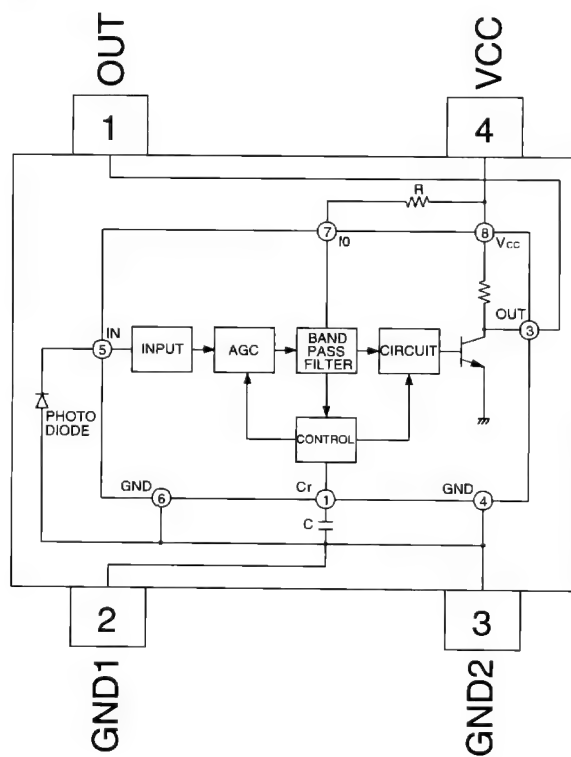 OUT
VCC
1
4
R
7
f0
8
Vcc
OUT
3
IN
5
INPUT
AGC
BAND
PASS
FILTER
CIRCUIT
PHOTO
DIODE
CONTROL
GND
6
Cr
1
GND
4
C
2
3
GND1
GND2